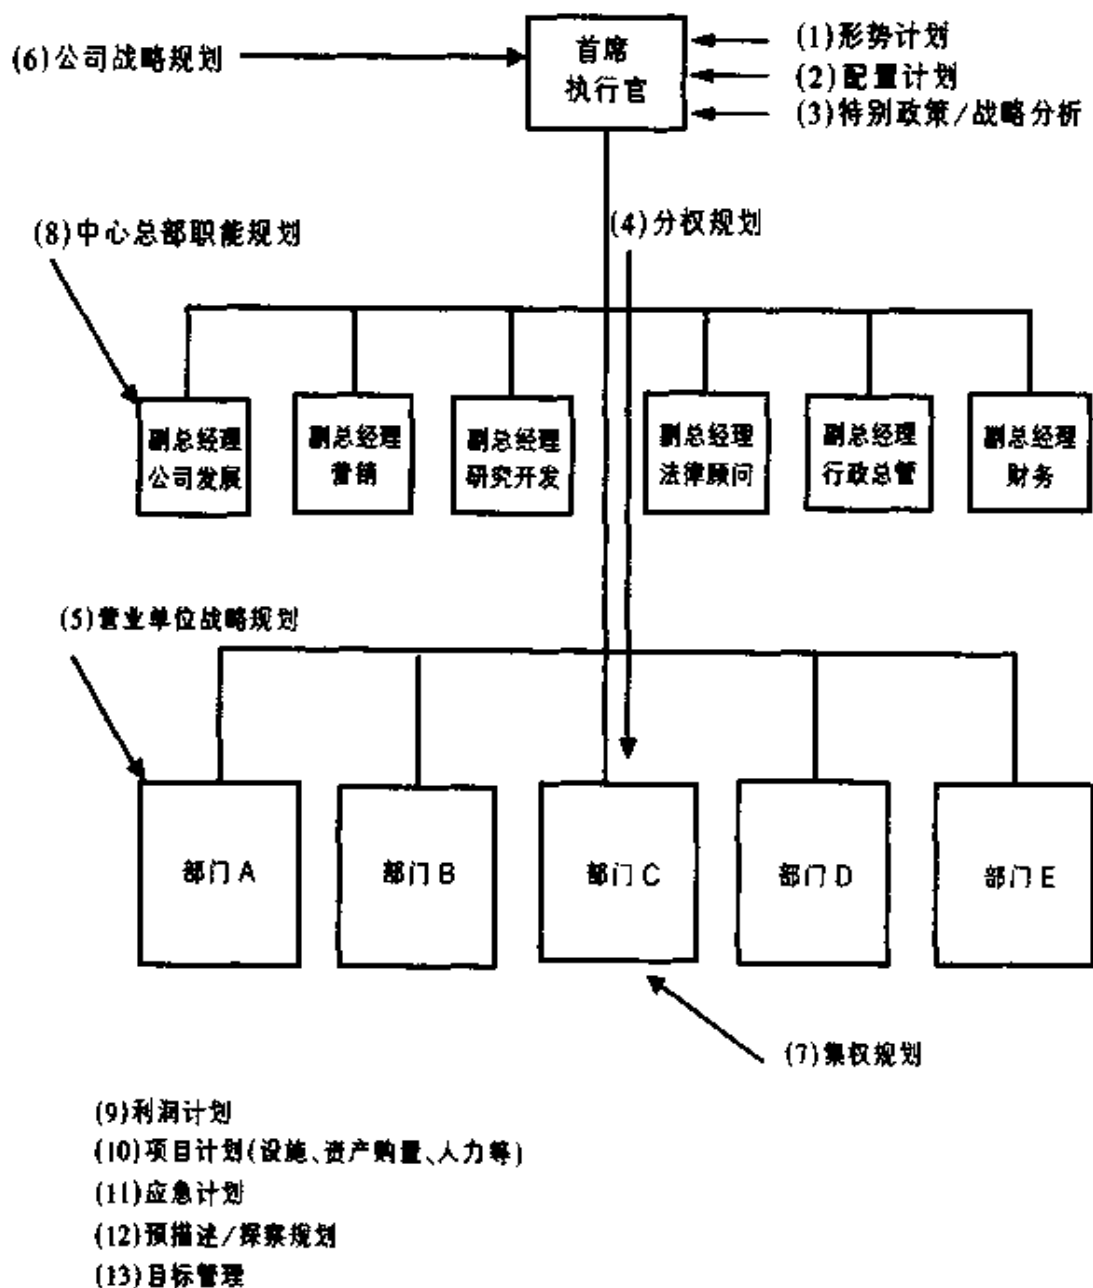 首席
执行官
(1)形势计划
(2)配置计划
(3)特别政策/战略分析
(6)公司战略规划
(8)中心总部职能规划
(4)分权规划
副总经理
公司发展
副总经理
营销
副总经理
研究开发
副总经理
法律顾问
副总经理
行政总管
副总经理
财务
(5)营业单位战略规划
部门A
部门B
部门C
部门D
部门E
(7)集权规划
(9)利润计划
(10)项目计划(设施、资产购置、人力等)
(11)应急计划
(12)预描述/探察规划
(13)目标管理